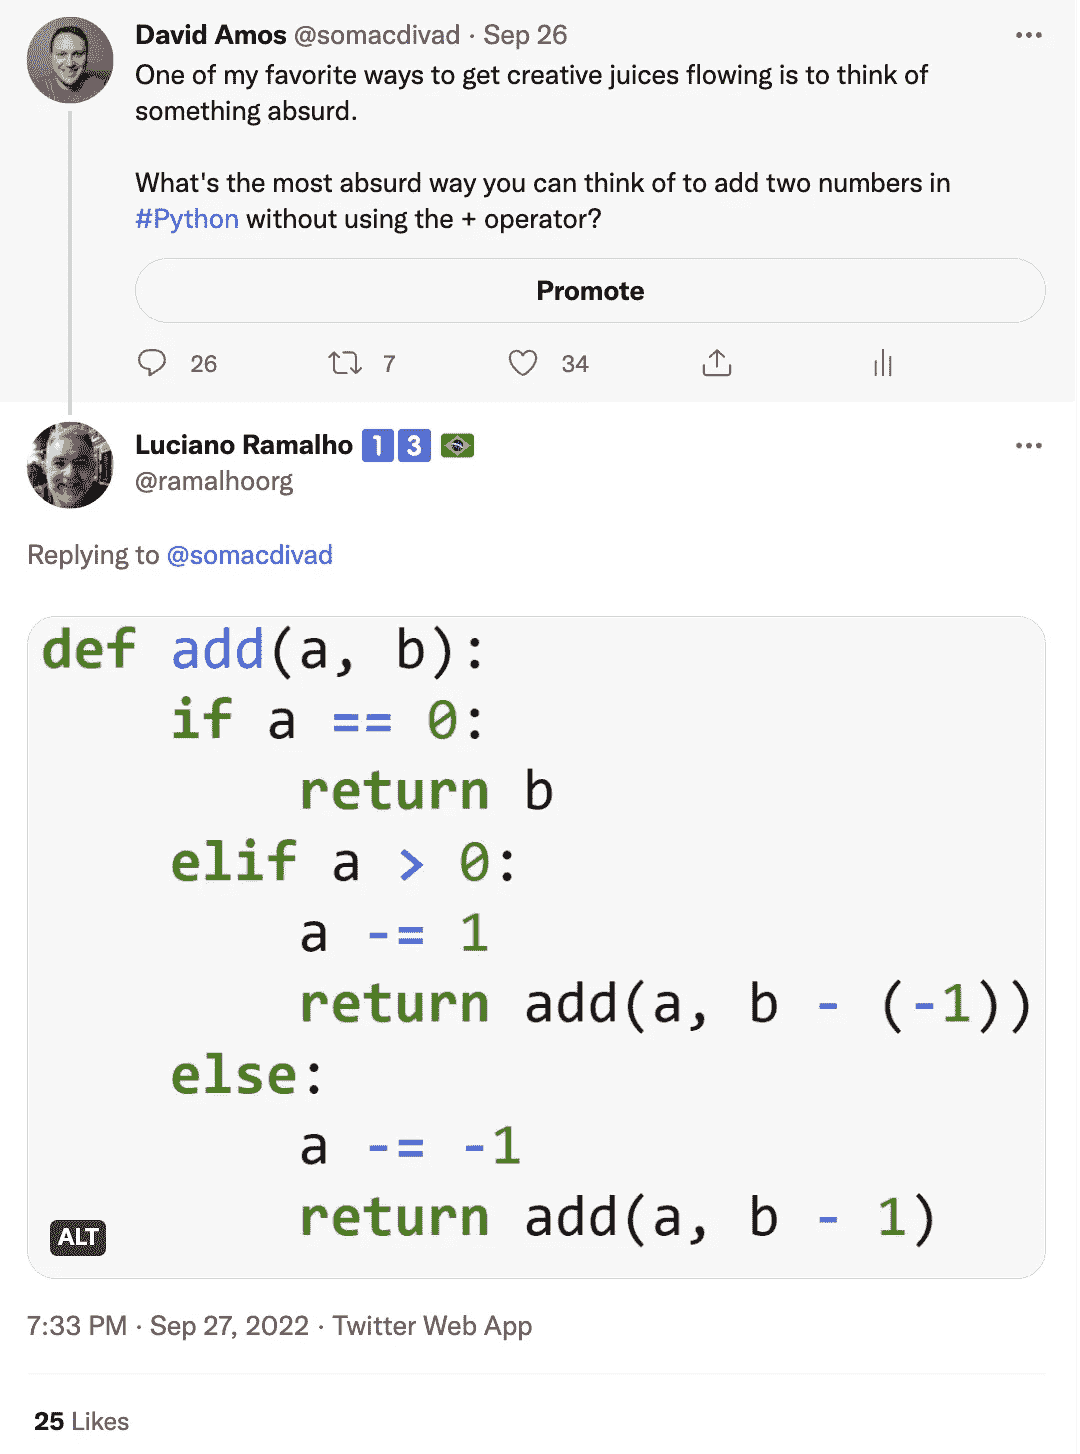 David Amos @somacdivad · Sep 26
One of my favorite ways to get creative juices flowing is to think of
something absurd.
What's the most absurd way you can think of to add two numbers in
#Python without using the + operator?
Promote
26 7 34
Luciano Ramalho 1 3
@ramalhoorg
Replying to @somacdivad
def add(a, b):
    if a == 0:
        return b
    elif a > 0:
        a -= 1
        return add(a, b - (-1))
    else:
        a -= -1
        return add(a, b - 1)
ALT
7:33 PM · Sep 27, 2022 · Twitter Web App
25 Likes